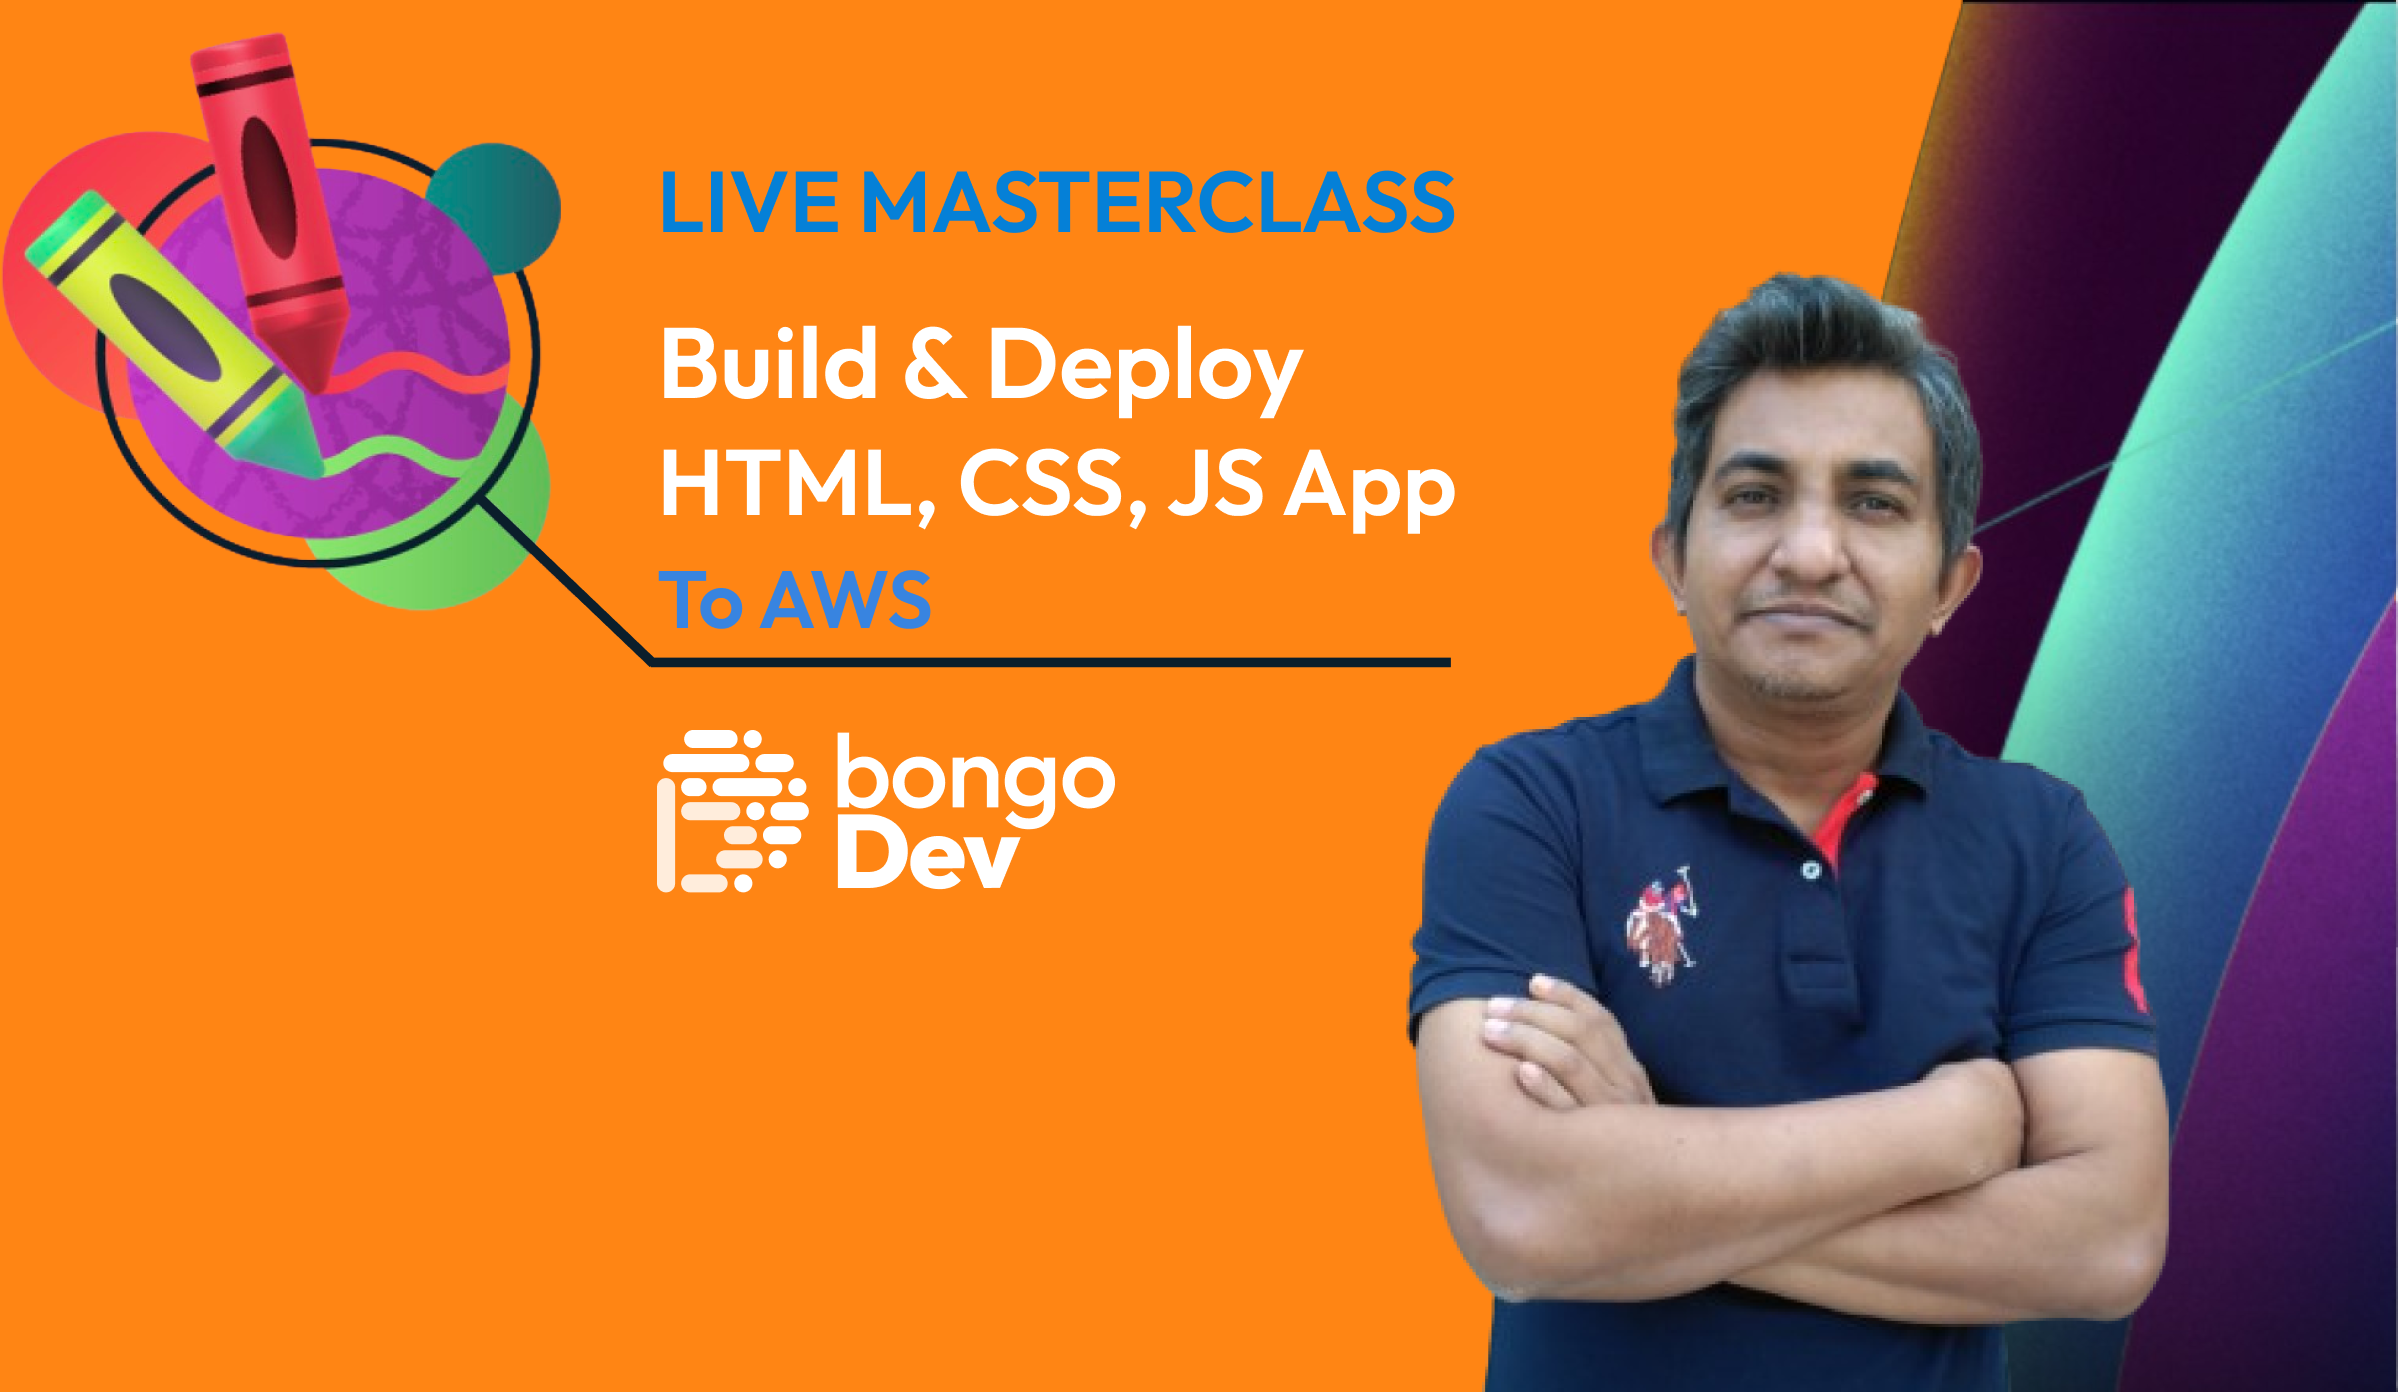 LIVE MASTERCLASS
Build & Deploy
HTML, CSS, JS App
To AWS
bongo
Dev